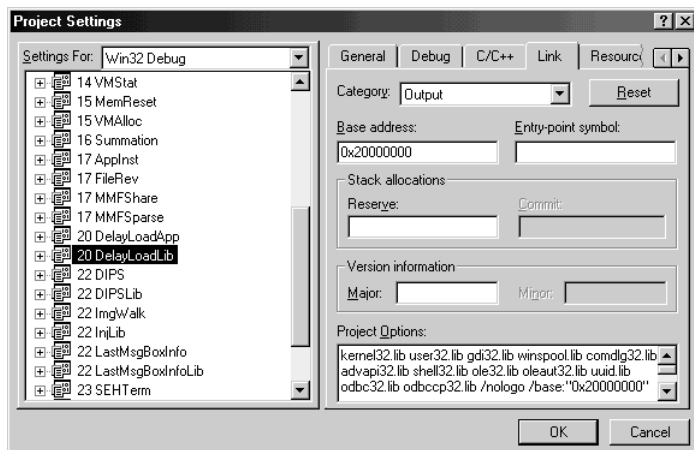 Project Settings
Settings For: Win32 Debug
14 VMStat
15 MemReset
15 VMAlloc
16 Summation
17 AppInst
17 FileRev
17 MMFShare
17 MMFSparse
20 DelayLoadApp
20 DelayLoadLib
22 DIPS
22 DIPSLib
22 ImgWalk
22 InjLib
22 LastMsgBoxInfo
22 LastMsgBoxInfoLib
23 SEHTerm
General Debug C/C++ Link Resourc
Category: Output Reset
Base address: Entry-point symbol:
0x20000000
Stack allocations
Reserve: Commit:
Version information
Major: Minor:
Project Options:
kernel32.lib user32.lib gdi32.lib winspool.lib comdlg32.lib
advapi32.lib shell32.lib ole32.lib oleaut32.lib uuid.lib
odbc32.lib odbccp32.lib /nologo /base:"0x20000000"
OK Cancel